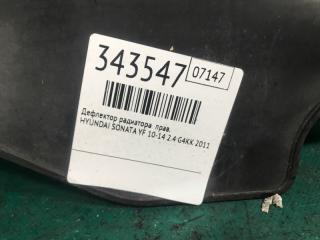 343547
07147
Дефлектор радиатора прав.
HYUNDAI SONATA YF 10-14 2.4 G4KK 2011